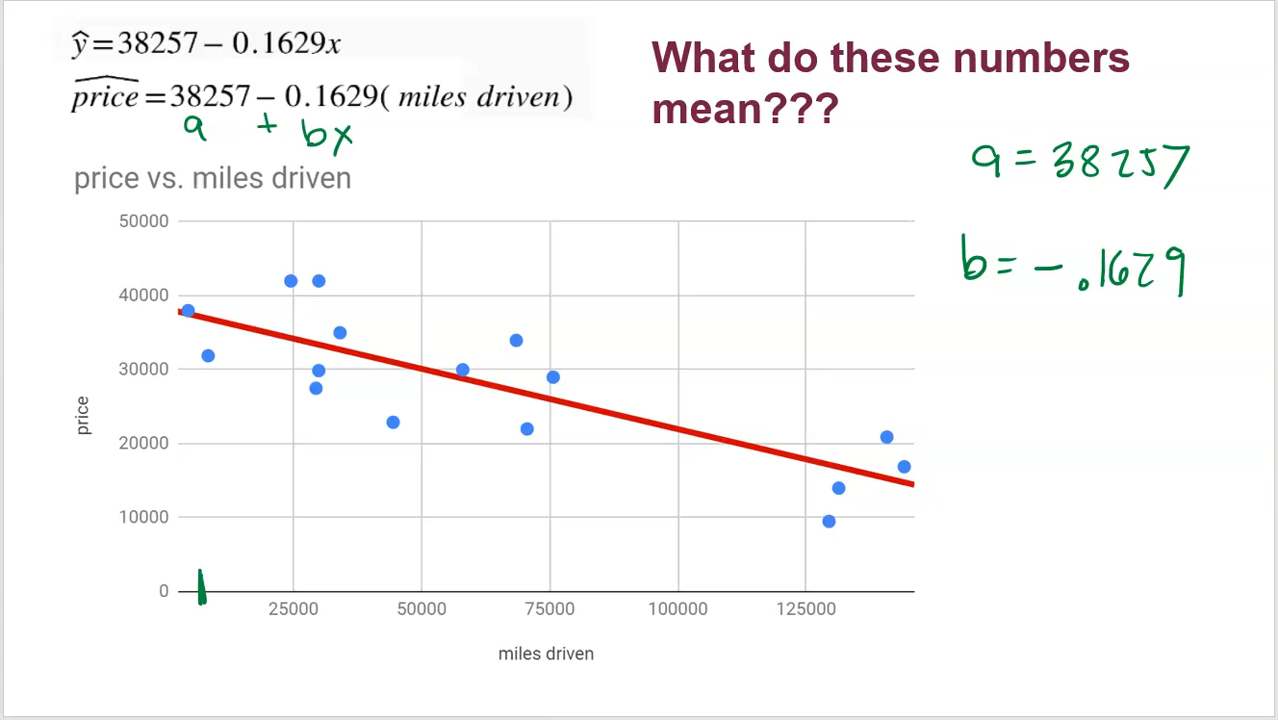 ŷ = 38257 – 0.1629x
What do these numbers
mean???
price = 38257 – 0.1629( miles driven)
a + bx
a = 38257
price vs. miles driven
b = - .1629
50000
40000
30000
20000
10000
0
price
25000 50000 75000 100000 125000
miles driven